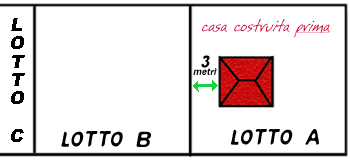 LOTTO C
casa costruita prima
3
metri
LOTTO B
LOTTO A